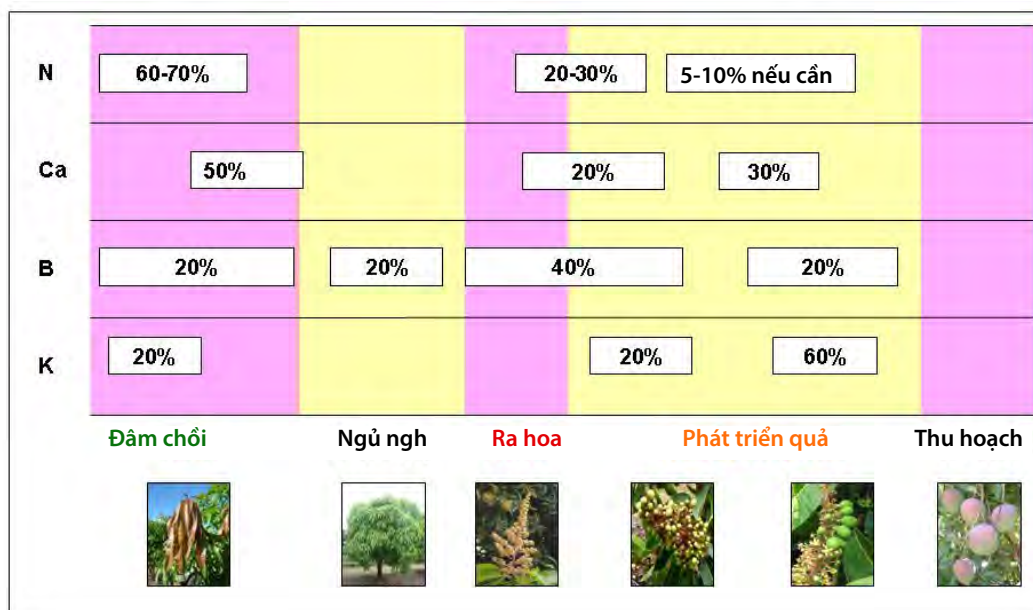 N 60-70% 20-30% 5-10% nếu cần
Ca 50% 20% 30%
B 20% 20% 40% 20%
K 20% 20% 60%
Đâm chồi Ngủ ngh Ra hoa Phát triển quả Thu hoạch